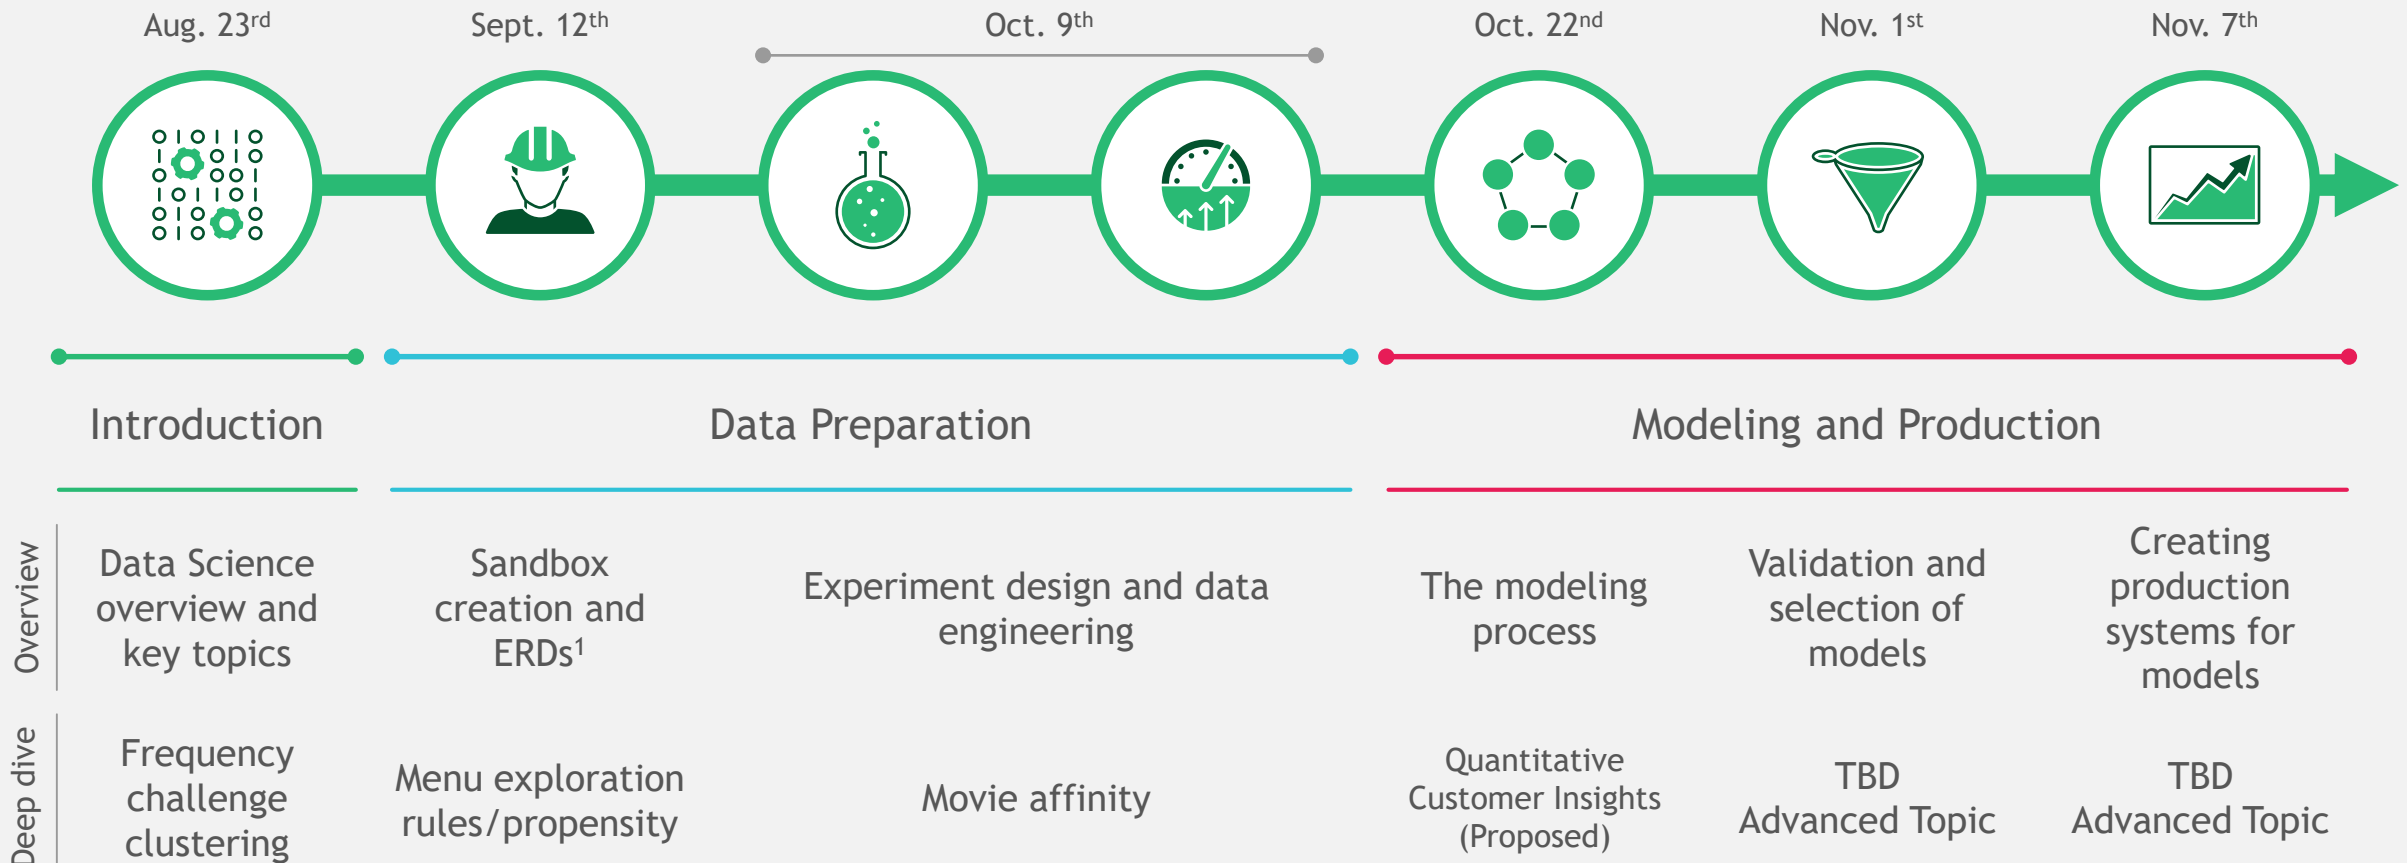 Aug. 23rd
Sept. 12th
Oct. 9th
Oct. 22nd
Nov. 1st
Nov. 7th
Introduction
Data Preparation
Modeling and Production
Overview
Data Science
overview and
key topics
Sandbox
creation and
ERDs1
Experiment design and data
engineering
The modeling
process
Validation and
selection of
models
Creating
production
systems for
models
Deep dive
Frequency
challenge
clustering
Menu exploration
rules/propensity
Movie affinity
Quantitative
Customer Insights
(Proposed)
TBD
Advanced Topic
TBD
Advanced Topic